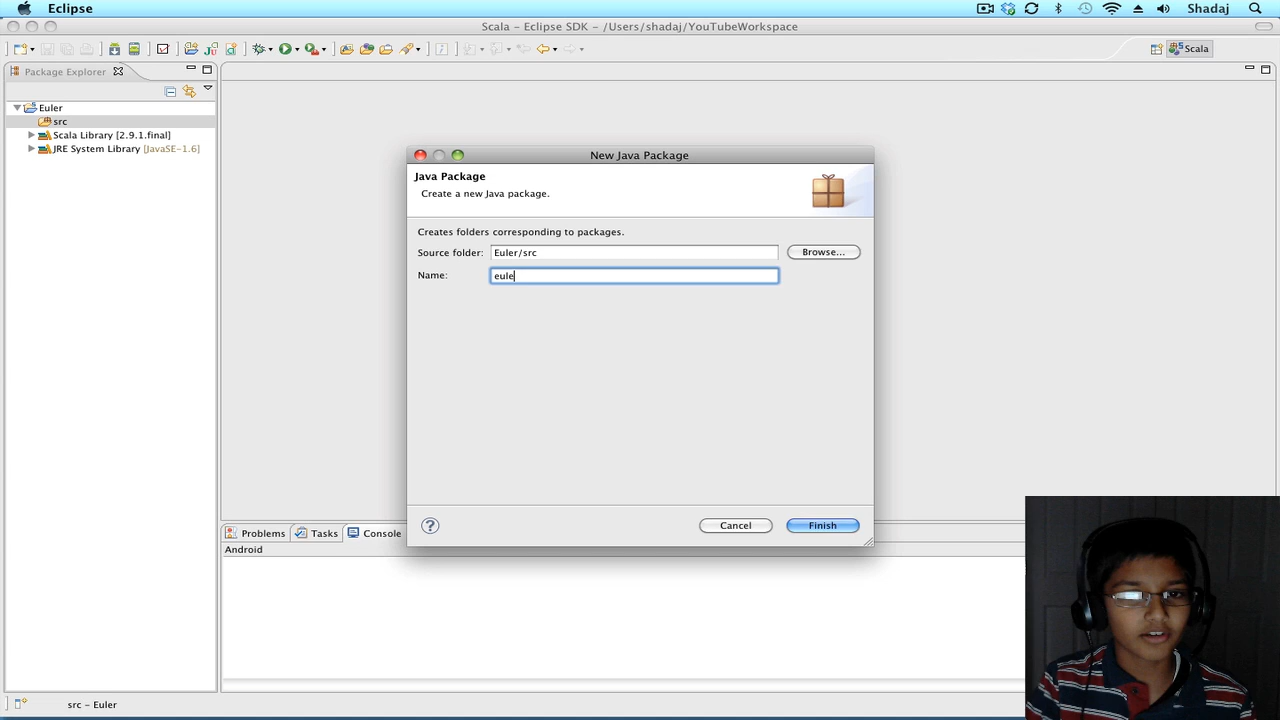 Eclipse
Shadaj
Scala – Eclipse SDK – /Users/shadaj/YouTubeWorkspace
Scala
Package Explorer
Euler
src
Scala Library [2.9.1.final]
JRE System Library [JavaSE-1.6]
New Java Package
Java Package
Create a new Java package.
Creates folders corresponding to packages.
Source folder: Euler/src Browse...
Name: eule
? Cancel Finish
Problems Tasks Console
Android
src – Euler